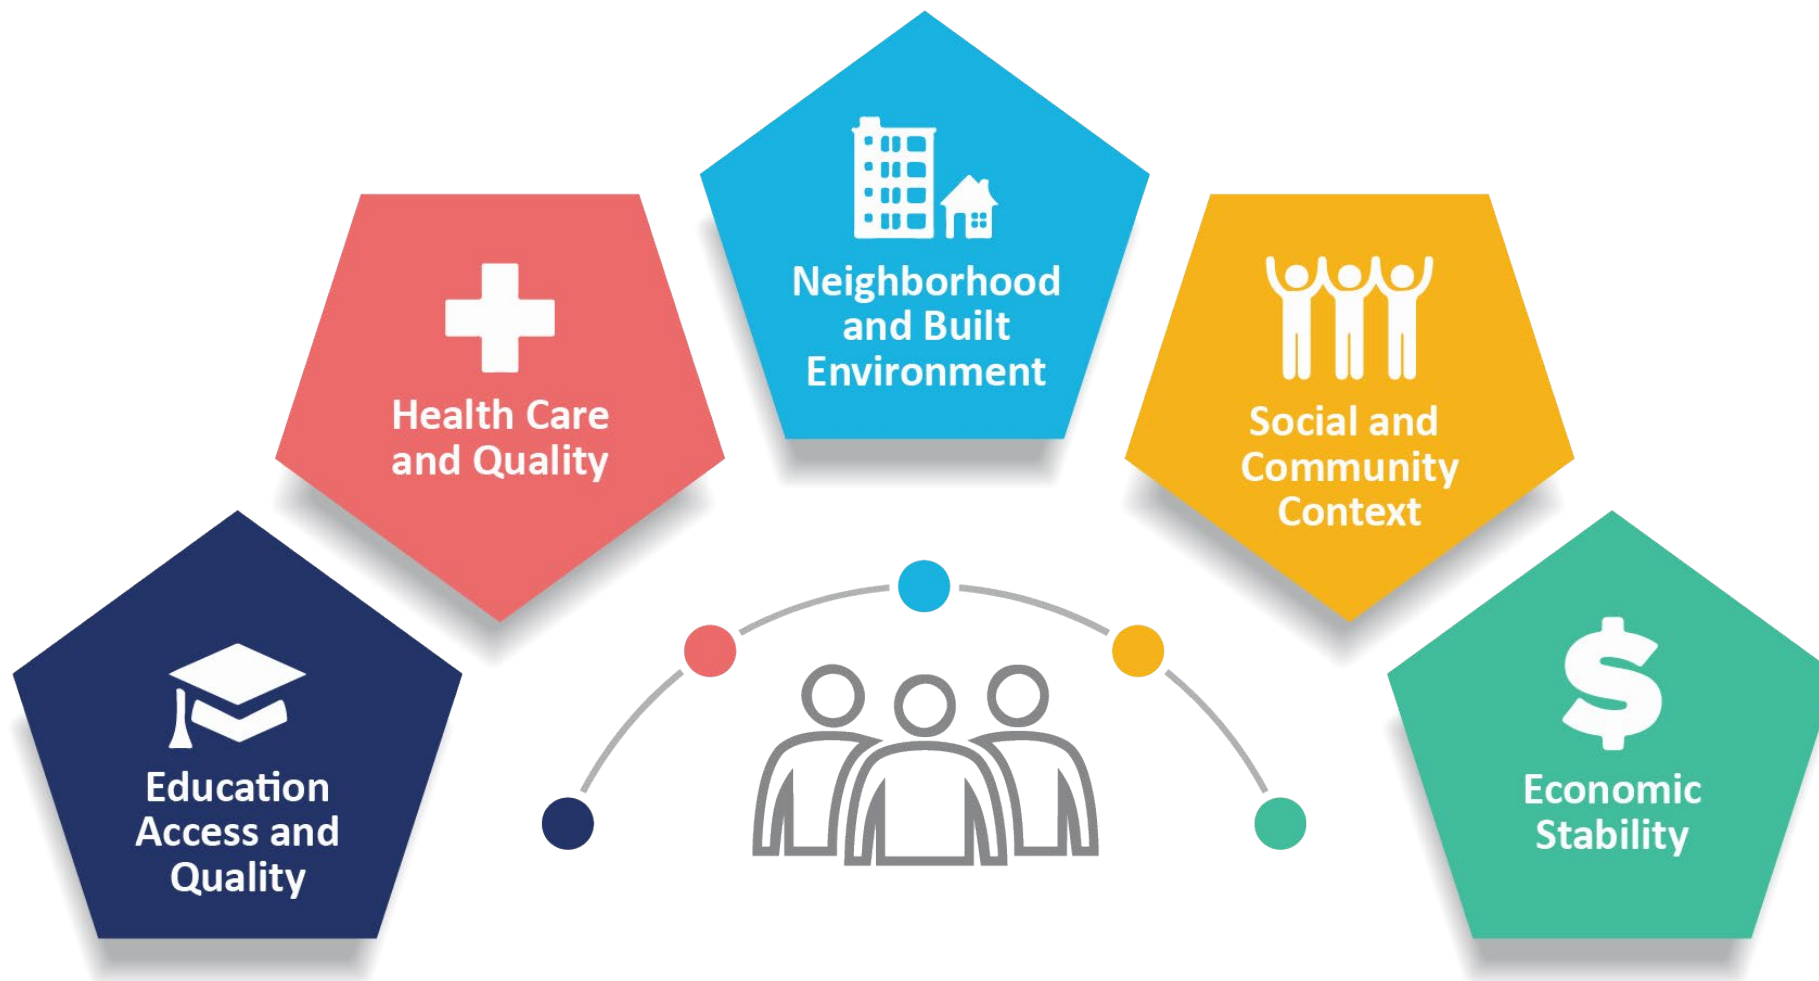 Neighborhood
and Built
Environment
Health Care
and Quality
Social and
Community
Context
Education
Access and
Quality
Economic
Stability